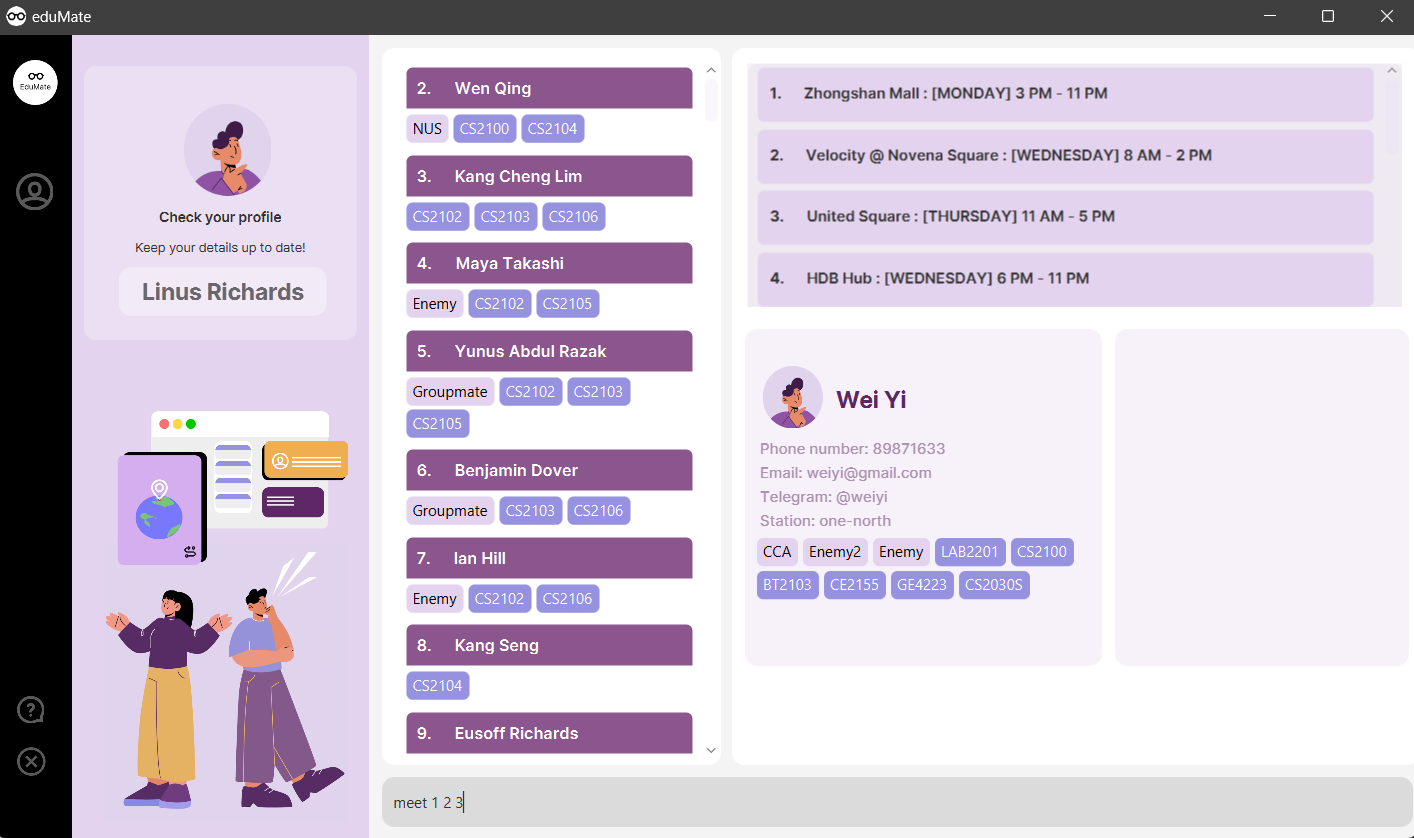 eduMate
EduMate
Check your profile
Keep your details up to date!
Linus Richards
2. Wen Qing
NUS CS2100 CS2104
3. Kang Cheng Lim
CS2102 CS2103 CS2106
4. Maya Takashi
Enemy CS2102 CS2105
5. Yunus Abdul Razak
Groupmate CS2102 CS2103
CS2105
6. Benjamin Dover
Groupmate CS2103 CS2106
7. Ian Hill
Enemy CS2102 CS2106
8. Kang Seng
CS2104
9. Eusoff Richards
1. Zhongshan Mall : [MONDAY] 3 PM - 11 PM
2. Velocity @ Novena Square : [WEDNESDAY] 8 AM - 2 PM
3. United Square : [THURSDAY] 11 AM - 5 PM
4. HDB Hub : [WEDNESDAY] 6 PM - 11 PM
Wei Yi
Phone number: 89871633
Email: weiyi@gmail.com
Telegram: @weiyi
Station: one-north
CCA Enemy2 Enemy LAB2201 CS2100
BT2103 CE2155 GE4223 CS2030S
meet 1 2 3